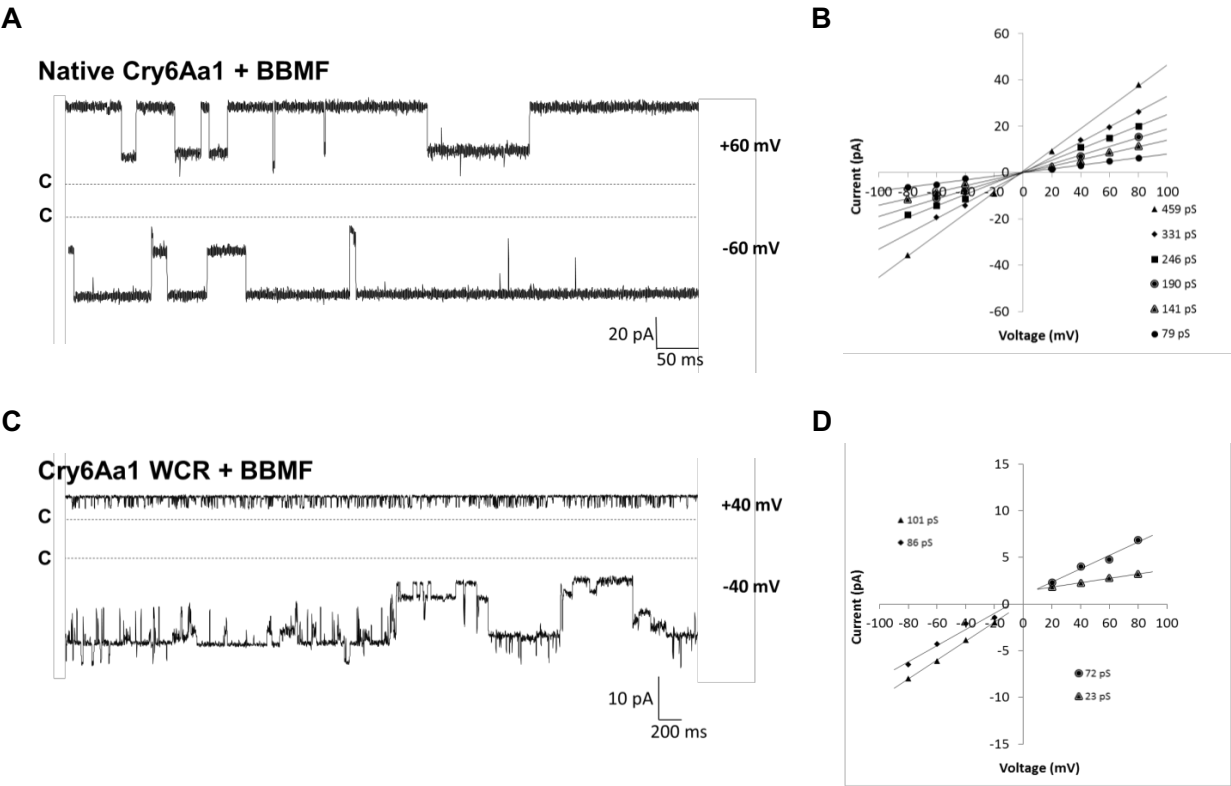 A
Native Cry6Aa1 + BBMF
C
C
+60 mV
-60 mV
20 pA
50 ms
B
60
40
20
0
-20
-40
-60
-100 -80 -60 -40 -20 0 20 40 60 80 100
Current (pA)
Voltage (mV)
459 pS
331 pS
246 pS
190 pS
141 pS
79 pS
C
Cry6Aa1 WCR + BBMF
C
C
+40 mV
-40 mV
10 pA
200 ms
D
15
10
5
0
-5
-10
-15
-100 -80 -60 -40 -20 0 20 40 60 80 100
Current (pA)
Voltage (mV)
101 pS
86 pS
72 pS
23 pS